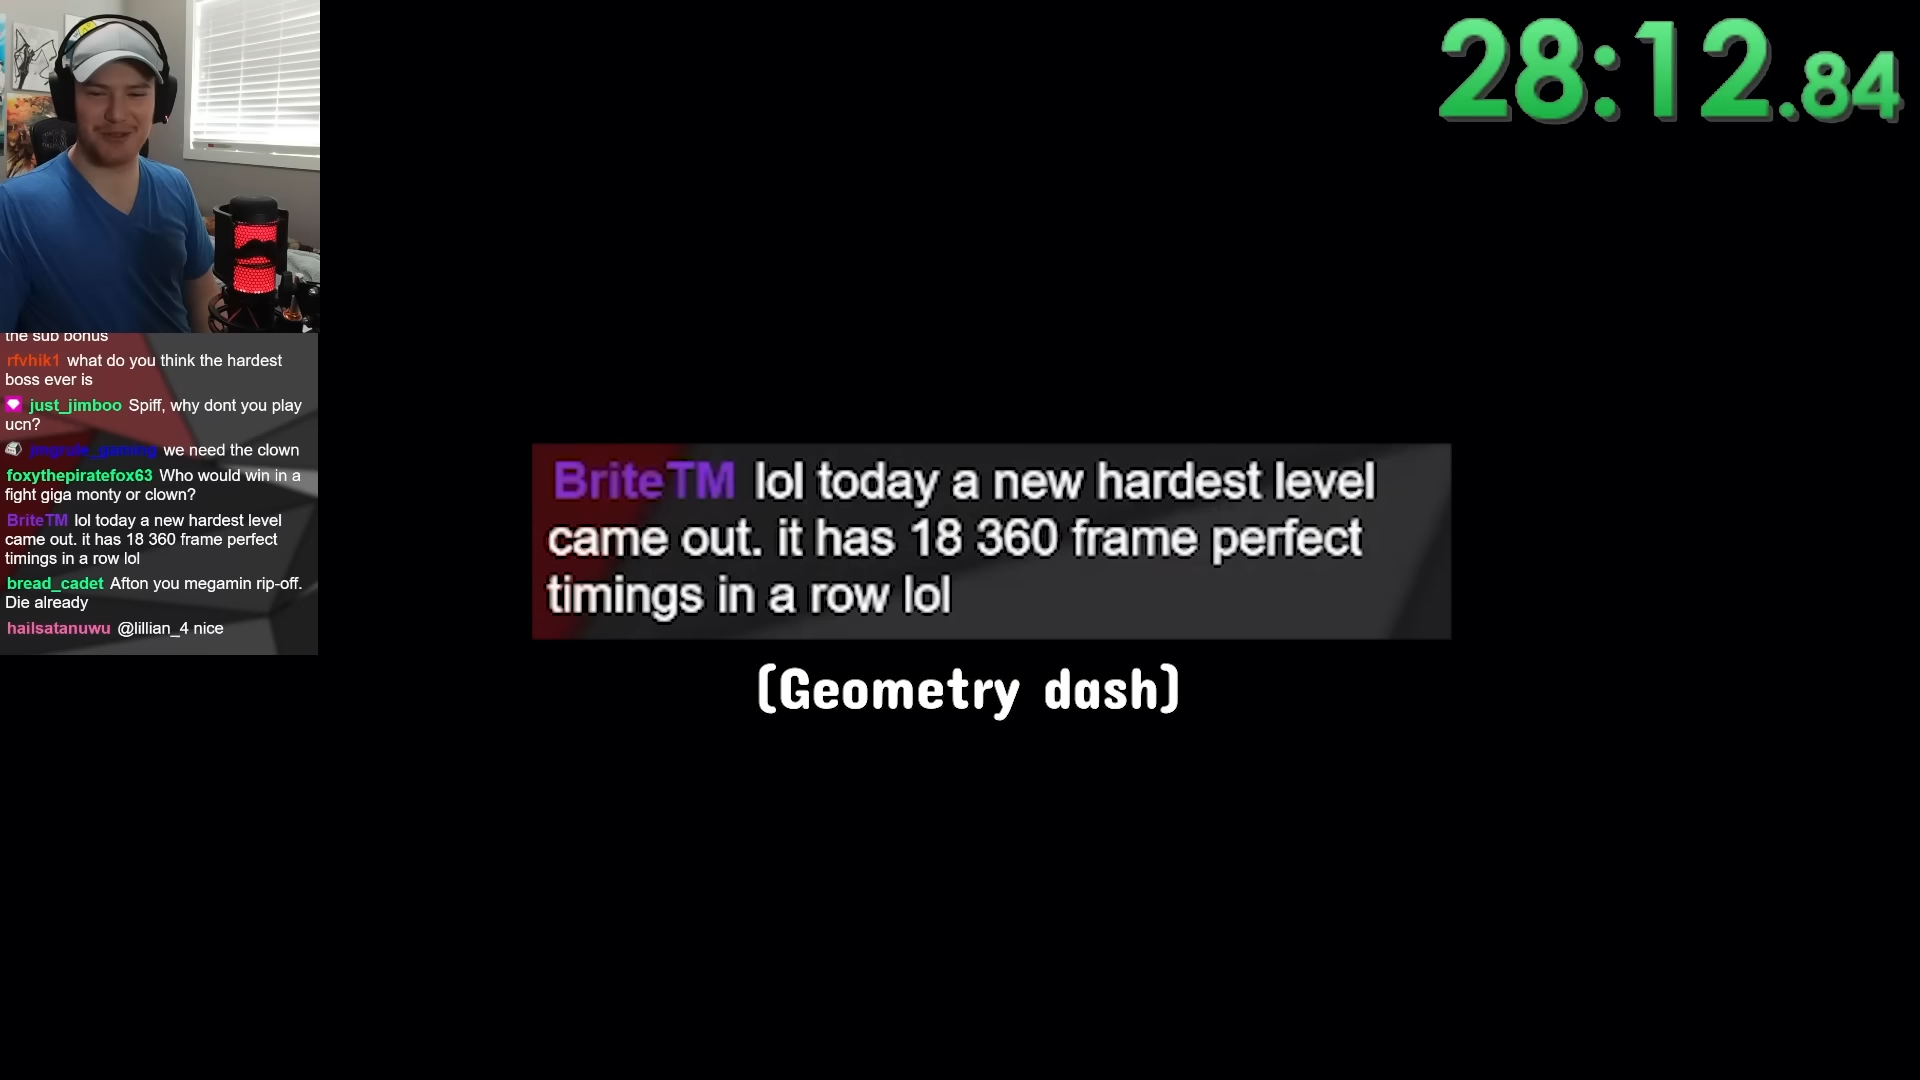 28:12.84
the sub bonus
rfvhik1 what do you think the hardest
boss ever is
just_jimboo Spiff, why dont you play
ucn?
jmgrule_gaming we need the clown
foxythepiratefox63 Who would win in a
fight giga monty or clown?
BriteTM lol today a new hardest level
came out. it has 18 360 frame perfect
timings in a row lol
bread_cadet Afton you megamin rip-off.
Die already
hailsatanuwu @lillian_4 nice
BriteTM lol today a new hardest level
came out. it has 18 360 frame perfect
timings in a row lol
(Geometry dash)